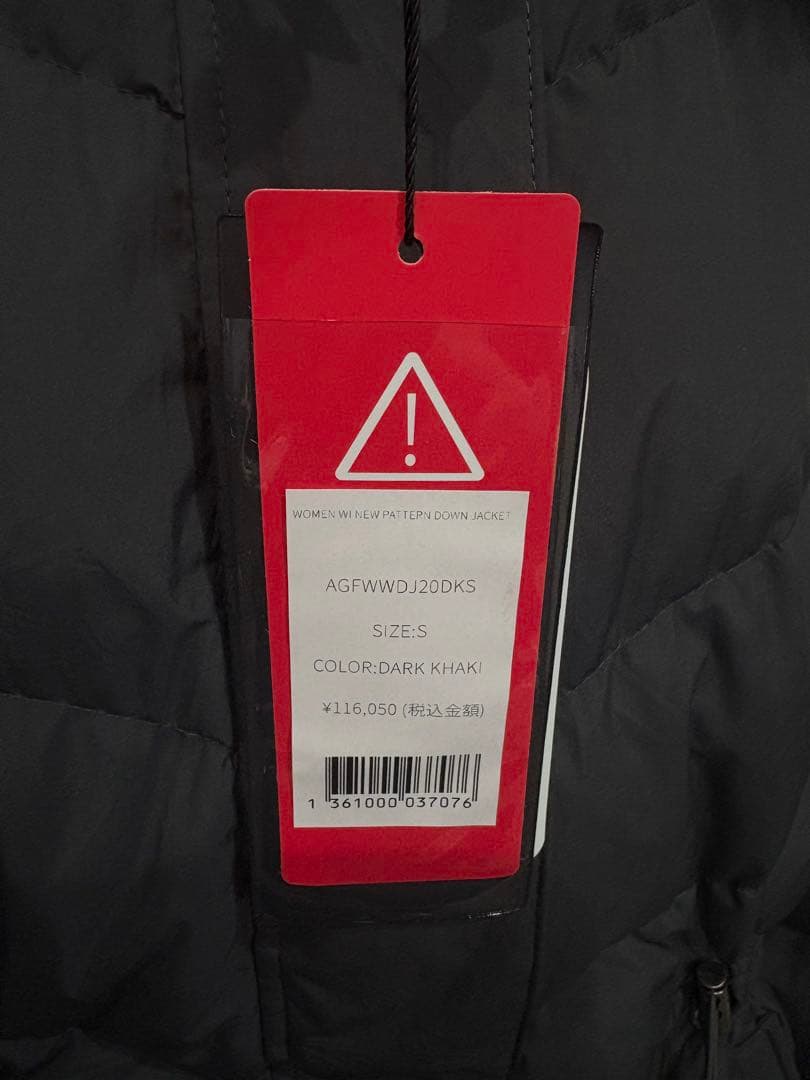 WOMEN WI NEW PATTERN DOWN JACKET
AGFWWDJ20DKS
SIZE:S
COLOR:DARK KHAKI
¥116,050 (税込金額)
1 361000 037076